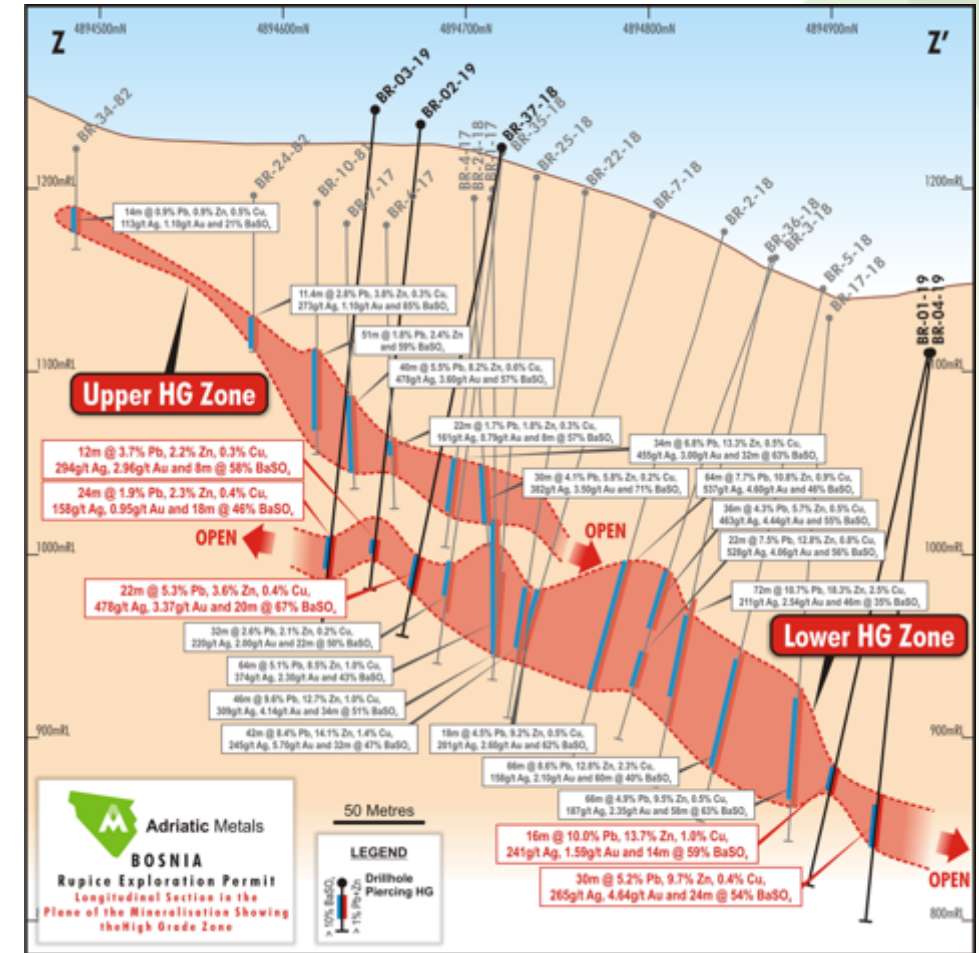 4894500mN 4894600mN 4894700mN 4894800mN 4894900mN
Z Z'
BR-34-82
BR-24-82
BR-10-81
BR-7-17
BR-03-19
BR-02-19
BR-37-18
BR-35-18
BR-25-18
BR-22-18
BR-7-18
BR-2-18
BR-36-18
BR-3-18
BR-5-18
BR-17-18
BR-01-19
BR-04-19
1200mRL 1200mRL
14m @ 0.9% Pb, 0.9% Zn, 0.5% Cu,
113g/t Ag, 1.10g/t Au and 21% BaSO₄
11.4m @ 2.8% Pb, 3.8% Zn, 0.3% Cu,
273g/t Ag, 1.10g/t Au and 85% BaSO₄
51m @ 1.8% Pb, 2.4% Zn
and 59% BaSO₄
1100mRL
40m @ 5.5% Pb, 8.2% Zn, 0.6% Cu,
478g/t Ag, 3.60g/t Au and 57% BaSO₄
Upper HG Zone
22m @ 1.7% Pb, 1.8% Zn, 0.3% Cu,
161g/t Ag, 0.79g/t Au and 8m @ 57% BaSO₄
34m @ 6.8% Pb, 13.3% Zn, 0.5% Cu,
455g/t Ag, 3.00g/t Au and 32m @ 63% BaSO₄
12m @ 3.7% Pb, 2.2% Zn, 0.3% Cu,
294g/t Ag, 2.96g/t Au and 8m @ 58% BaSO₄
30m @ 4.1% Pb, 5.8% Zn, 0.2% Cu,
382g/t Ag, 3.50g/t Au and 71% BaSO₄
64m @ 7.7% Pb, 10.8% Zn, 0.9% Cu,
537g/t Ag, 4.60g/t Au and 46% BaSO₄
24m @ 1.9% Pb, 2.3% Zn, 0.4% Cu,
158g/t Ag, 0.95g/t Au and 18m @ 46% BaSO₄
36m @ 4.3% Pb, 5.7% Zn, 0.5% Cu,
463g/t Ag, 4.44g/t Au and 55% BaSO₄
OPEN OPEN
22m @ 7.5% Pb, 12.8% Zn, 0.8% Cu,
528g/t Ag, 4.06g/t Au and 56% BaSO₄
1000mRL 1000mRL
22m @ 5.3% Pb, 3.6% Zn, 0.4% Cu,
478g/t Ag, 3.37g/t Au and 20m @ 67% BaSO₄
72m @ 10.7% Pb, 18.3% Zn, 2.5% Cu,
211g/t Ag, 2.54g/t Au and 46m @ 35% BaSO₄
32m @ 2.6% Pb, 2.1% Zn, 0.2% Cu,
220g/t Ag, 2.00g/t Au and 22m @ 50% BaSO₄
Lower HG Zone
64m @ 5.1% Pb, 8.5% Zn, 1.0% Cu,
374g/t Ag, 2.30g/t Au and 43% BaSO₄
46m @ 9.6% Pb, 12.7% Zn, 1.0% Cu,
309g/t Ag, 4.14g/t Au and 34m @ 51% BaSO₄
42m @ 8.4% Pb, 14.1% Zn, 1.4% Cu,
245g/t Ag, 5.70g/t Au and 32m @ 47% BaSO₄
18m @ 4.5% Pb, 9.2% Zn, 0.5% Cu,
201g/t Ag, 2.60g/t Au and 62% BaSO₄
900mRL 900mRL
66m @ 8.6% Pb, 12.8% Zn, 2.3% Cu,
158g/t Ag, 2.10g/t Au and 60m @ 40% BaSO₄
66m @ 4.9% Pb, 9.5% Zn, 0.5% Cu,
187g/t Ag, 2.35g/t Au and 58m @ 63% BaSO₄
16m @ 10.0% Pb, 13.7% Zn, 1.0% Cu,
241g/t Ag, 1.59g/t Au and 14m @ 59% BaSO₄
30m @ 5.2% Pb, 9.7% Zn, 0.4% Cu,
265g/t Ag, 4.64g/t Au and 24m @ 54% BaSO₄
OPEN
800mRL
Adriatic Metals
BOSNIA
Rupice Exploration Permit
Longitudinal Section in the
Plane of the Mineralisation Showing
theHigh Grade Zone
50 Metres
LEGEND
Drillhole
Piercing HG
> 10% BaSO₄
> 1% Pb+Zn